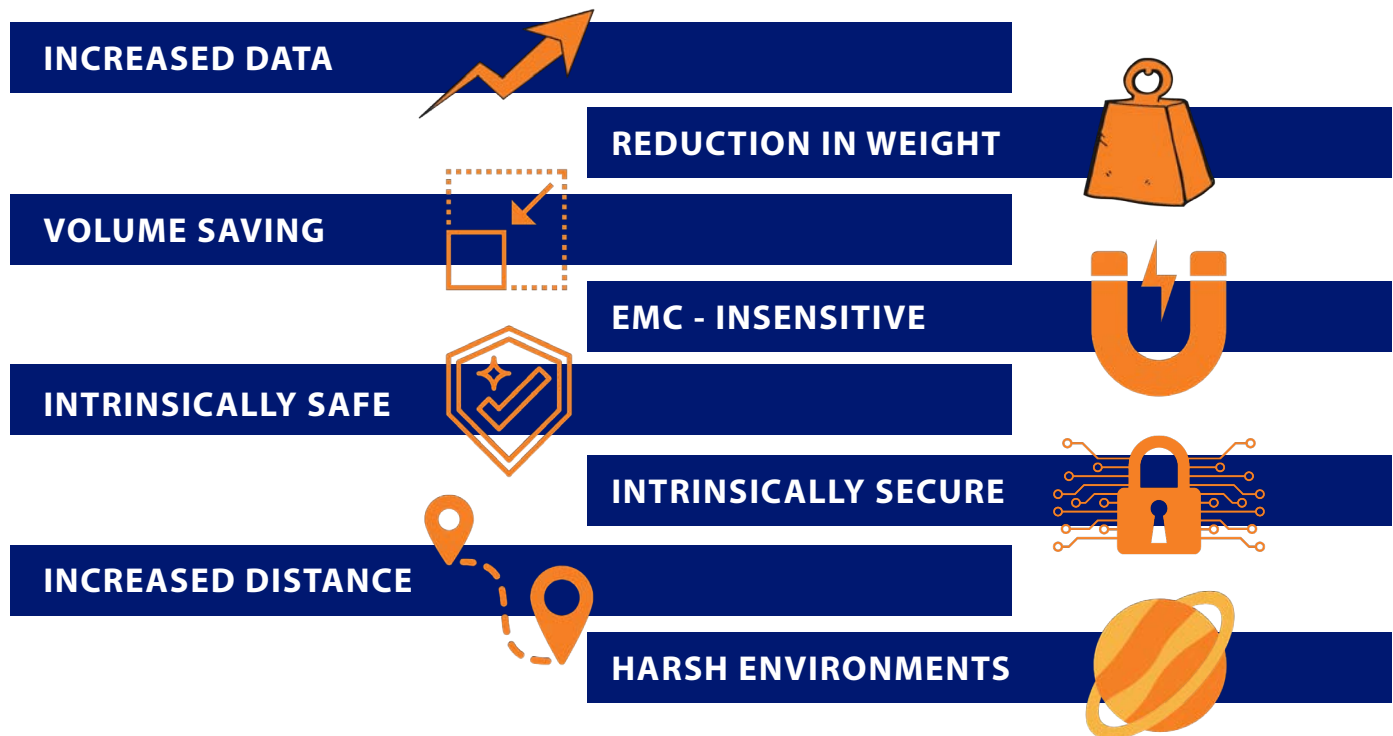 INCREASED DATA
REDUCTION IN WEIGHT
VOLUME SAVING
EMC - INSENSITIVE
INTRINSICALLY SAFE
INTRINSICALLY SECURE
INCREASED DISTANCE
HARSH ENVIRONMENTS